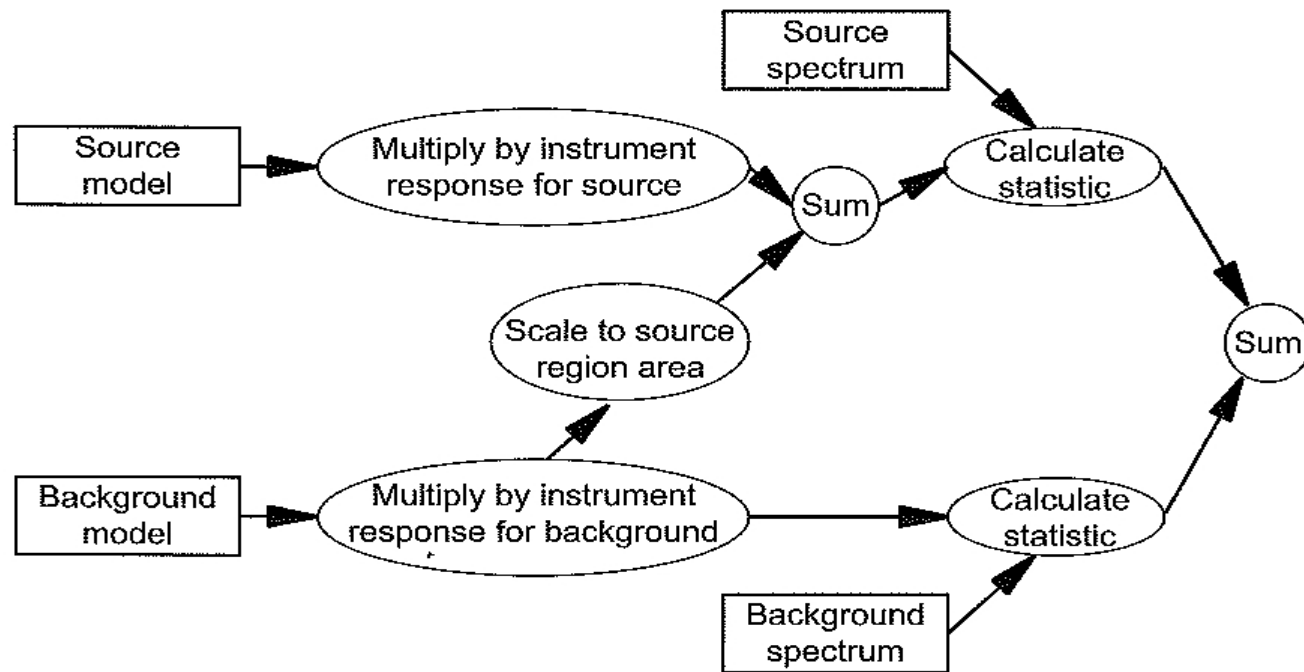 Source
spectrum
Source
model
Multiply by instrument
response for source
Sum
Calculate
statistic
Scale to source
region area
Sum
Background
model
Multiply by instrument
response for background
Calculate
statistic
Background
spectrum